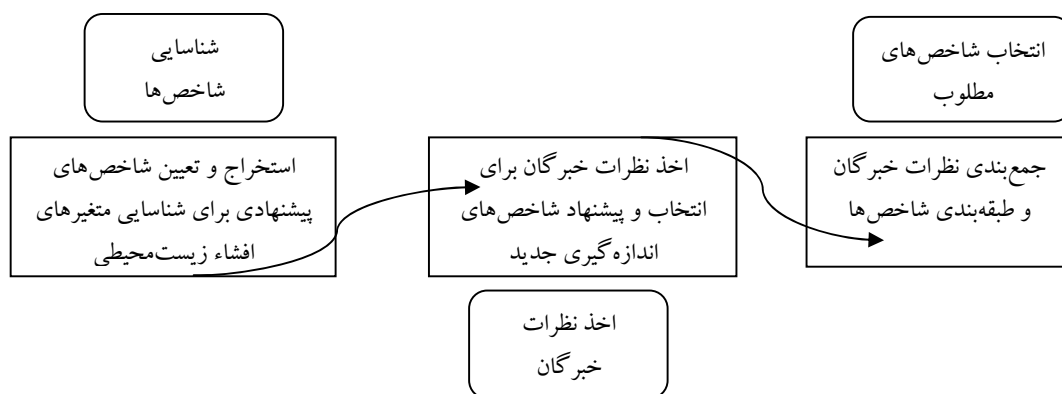 شناسایی
شاخص‌ها
استخراج و تعیین شاخص‌های
پیشنهادی برای شناسایی متغیرهای
افشاء زیست‌محیطی
اخذ نظرات خبرگان برای
انتخاب و پیشنهاد شاخص‌های
اندازه‌گیری جدید
اخذ نظرات
خبرگان
انتخاب شاخص‌های
مطلوب
جمع‌بندی نظرات خبرگان
و طبقه‌بندی شاخص‌ها